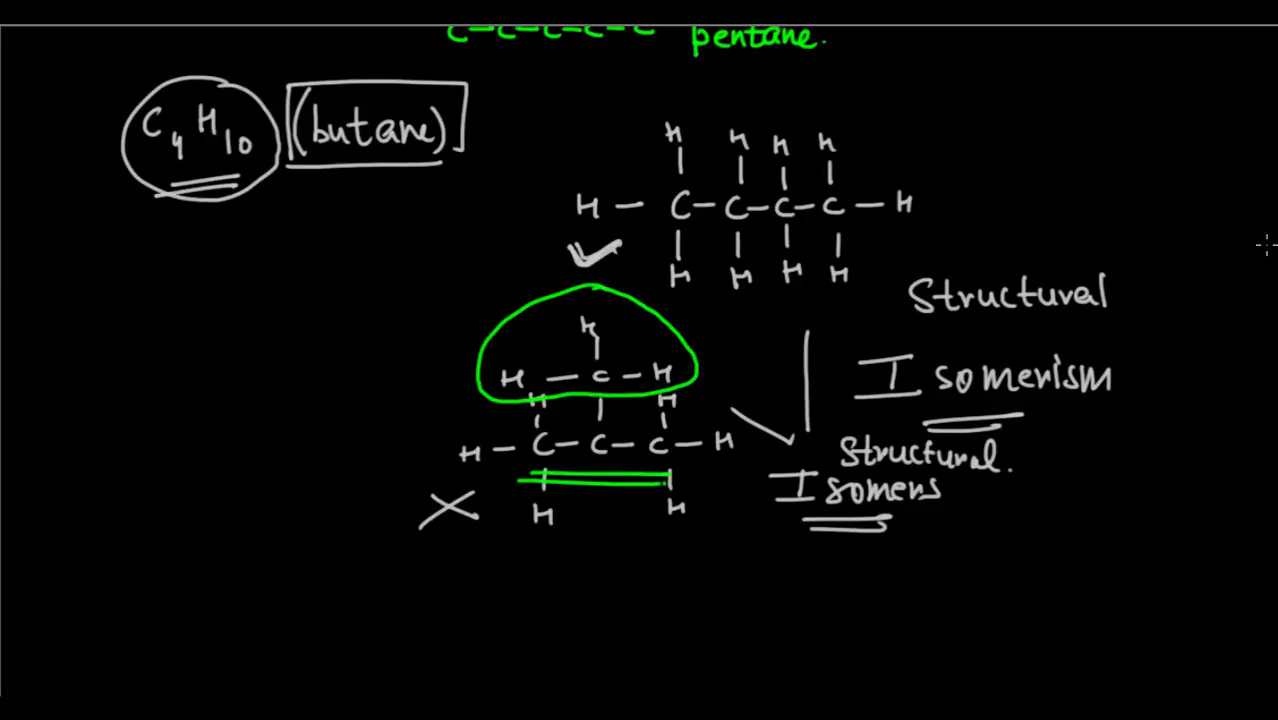 C-C-C-C-C pentane.
C4H10 (butane)
H H H H
H - C - C - C - C - H
H H H H
Structural
Isomerism
H
H - C - H
H H
H - C - C - C - H
H H
Structural.
Isomers